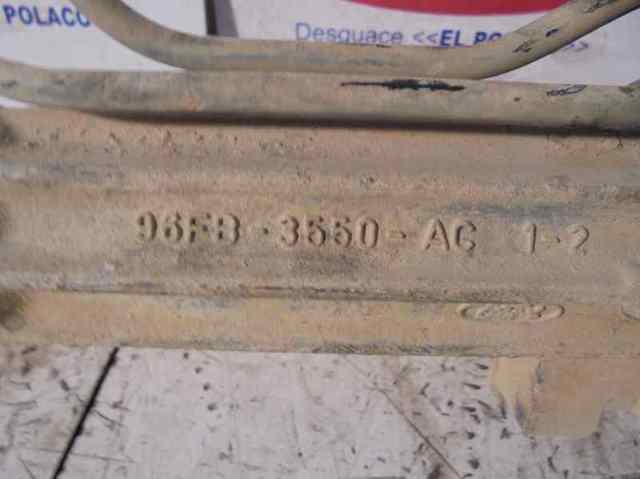 POLACO
Desguace <<EL PO
96FB-3550-AC 1-2